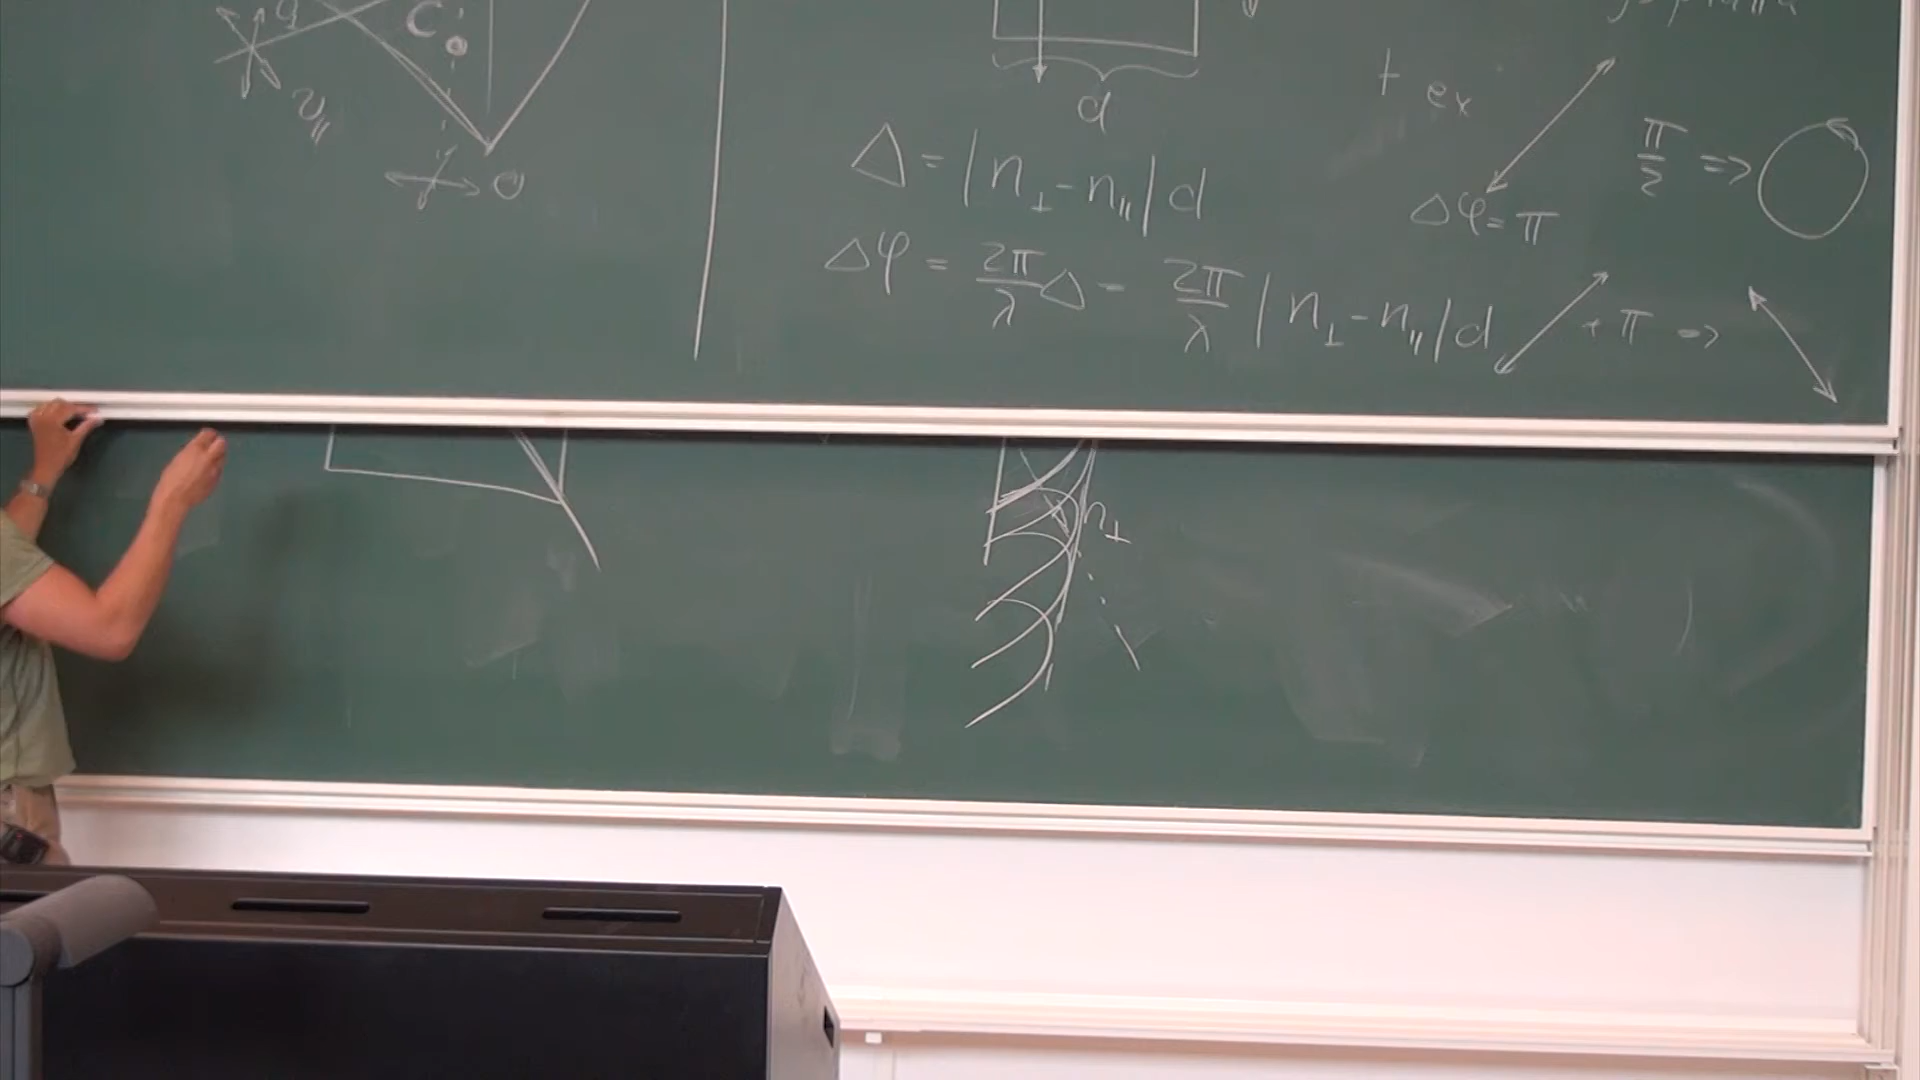 C
v∥
O
d
Δ = |n⊥ - n∥| d
Δφ = 2π/λ Δ = 2π/λ |n⊥ - n∥| d
+ ex
Δφ = π
π/2 =>
+ π =>
n⊥